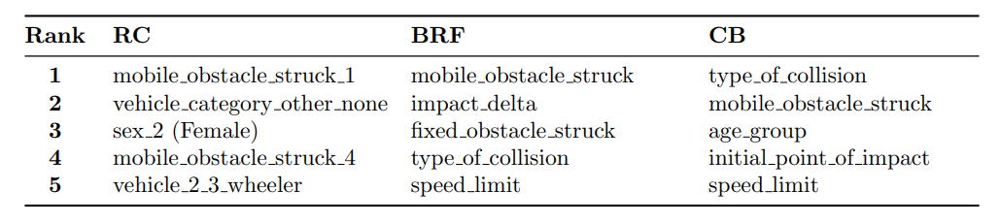 Rank RC BRF CB
1 mobile_obstacle_struck_1 mobile_obstacle_struck type_of_collision
2 vehicle_category_other_none impact_delta mobile_obstacle_struck
3 sex_2 (Female) fixed_obstacle_struck age_group
4 mobile_obstacle_struck_4 type_of_collision initial_point_of_impact
5 vehicle_2_3_wheeler speed_limit speed_limit